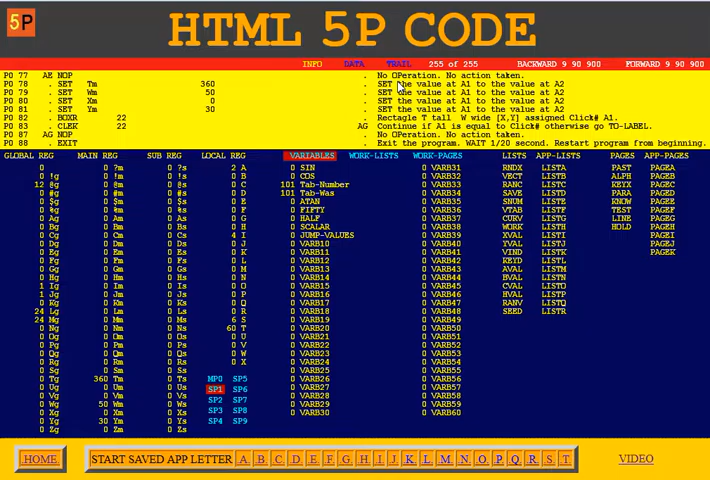 5P HTML 5P CODE
INFO DATA TRAIL 255 of 255 BACKWARD 9 90 900 FORWARD 9 90 900
P0 77 AE NOP . No OPeration. No action taken.
P0 78 . SET Tm 360 . SET the value at A1 to the value at A2
P0 79 . SET Wm 50 . SET the value at A1 to the value at A2
P0 80 . SET Xm 0 . SET the value at A1 to the value at A2
P0 81 . SET Ym 30 . SET the value at A1 to the value at A2
P0 82 . BOXR 22 . Rectagle T tall W wide [X,Y] assigned Click# A1.
P0 83 . CLEK 22 AG Continue if A1 is equal to Click# otherwise go TO-LABEL.
P0 87 AG NOP . No OPeration. No action taken.
P0 88 . EXIT . Exit the program. WAIT 1/20 second. Restart program from beginning.
GLOBAL REG MAIN REG SUB REG LOCAL REG VARIABLES WORK-LISTS WORK-PAGES LISTS APP-LISTS PAGES APP-PAGES
0 0 ?m 0 ?s 2 A 0 SIN 0 VARB31 RNDX LISTA PAST PAGEA
0 !g 0 !m 0 !s 0 B 0 COS 0 VARB32 VECT LISTB ALPH PAGEB
12 @g 0 @m 0 @s 0 C 101 Tab-Number 0 VARB33 RANC LISTC KEYX PAGEC
0 #g 0 #m 0 #s 0 D 101 Tab-Was 0 VARB34 SAVE LISTD PARA PAGED
0 $g 0 $m 0 $s 0 E 0 ATAN 0 VARB35 SNUM LISTE KNOW PAGEE
0 %g 0 %m 0 %s 0 F 0 FIFTY 0 VARB36 VTAB LISTF TEST PAGEF
0 &g 0 &m 0 &s 0 G 0 HALF 0 VARB37 CURV LISTG LINE PAGEG
0 Bg 0 Bm 0 Bs 0 H 0 SCALAR 0 VARB38 WORK LISTH HOLD PAGEH
0 Cg 0 Cm 0 Cs 4 I 0 JUMP-VALUES 0 VARB39 XVAL LISTI PAGEI
0 Dg 0 Dm 0 Ds 0 J 0 VARB10 0 VARB40 YVAL LISTJ PAGEJ
0 Eg 0 Em 0 Es 0 K 0 VARB11 0 VARB41 VIND LISTK PAGEK
0 Fg 0 Fm 0 Fs 0 L 0 VARB12 0 VARB42 KEYD LISTL
0 Gg 0 Gm 0 Gs 0 M 0 VARB13 0 VARB43 AVAL LISTM
0 Hg 0 Hm 0 Hs 0 N 0 VARB14 0 VARB44 BVAL LISTN
1 Ig 0 Im 0 Is 0 O 0 VARB15 0 VARB45 CVAL LISTO
1 Jg 0 Jm 0 Js 0 P 0 VARB16 0 VARB46 HVAL LISTP
0 Kg 0 Km 0 Ks 0 Q 0 VARB17 0 VARB47 RANV LISTQ
24 Lg 0 Lm 0 Ls 0 R 0 VARB18 0 VARB48 SEED LISTR
24 Mg 0 Mm 0 Ms 6 S 0 VARB19 0 VARB49
0 Ng 0 Nm 0 Ns 60 T 0 VARB20 0 VARB50
0 Og 0 Om 0 Os 0 U 0 VARB21 0 VARB51
0 Pg 0 Pm 0 Ps 0 V 0 VARB22 0 VARB52
0 Qg 0 Qm 0 Qs 0 W 0 VARB23 0 VARB53
0 Rg 0 Rm 0 Rs 0 X 0 VARB24 0 VARB54
0 Sg 0 Sm 0 Ss 0 VARB25 0 VARB55
0 Tg 360 Tm 0 Ts MP0 SP5 0 VARB26 0 VARB56
0 Ug 0 Um 0 Us SP1 SP6 0 VARB27 0 VARB57
0 Vg 0 Vm 0 Vs SP2 SP7 0 VARB28 0 VARB58
0 Wg 50 Wm 0 Ws SP3 SP8 0 VARB29 0 VARB59
0 Xg 0 Xm 0 Xs 0 VARB30 0 VARB60
0 Yg 30 Ym 0 Ys SP4 SP9
0 Zg 0 Zm 0 Zs
HOME START SAVED APP LETTER A B C D E F G H I J K L M N O P Q R S T VIDEO